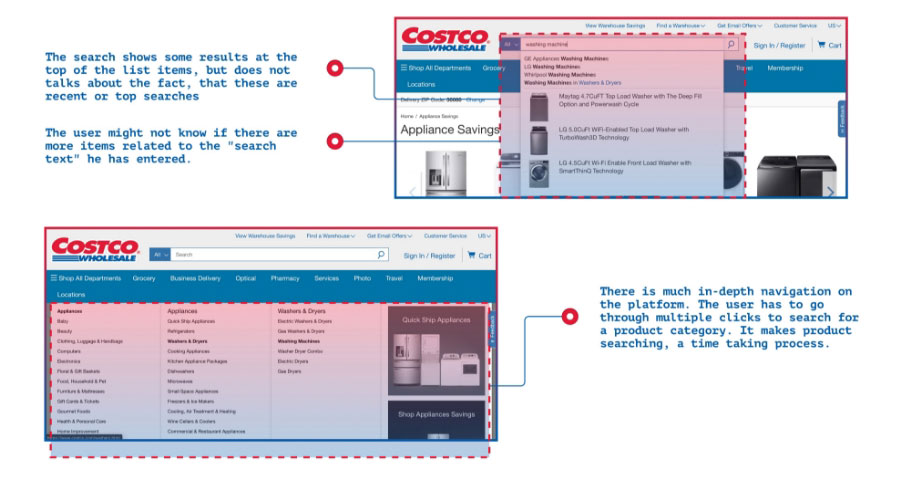 The search shows some results at the
top of the list items, but does not
talks about the fact, that these are
recent or top searches
The user might not know if there are
more items related to the "search
text" he has entered.
View Warehouse Savings Find a Warehouse Get Email Offers Customer Service US
COSTCO
WHOLESALE
All washing machine
Sign In / Register Cart
Shop All Departments Grocery Travel Membership
Locations
GE Appliances Washing Machines
LG Washing Machines
Whirlpool Washing Machines
Washing Machines in Washers & Dryers
Maytag 4.7CuFT Top Load Washer with The Deep Fill
Option and Powerwash Cycle
LG 5.0CuFt WiFi-Enabled Top Load Washer with
TurboWash3D Technology
LG 4.5CuFt Wi-Fi Enable Front Load Washer with
SmartThinQ Technology
Delivery ZIP Code: Change
Home / Appliance Savings
Appliance Savings
Feedback
View Warehouse Savings Find a Warehouse Get Email Offers Customer Service US
COSTCO
WHOLESALE
All Search
Sign In / Register Cart
Shop All Departments Grocery Business Delivery Optical Pharmacy Services Photo Travel Membership
Locations
Appliances
Baby
Beauty
Clothing, Luggage & Handbags
Computers
Electronics
Floral & Gift Baskets
Food, Household & Pet
Furniture & Mattresses
Gift Cards & Tickets
Gourmet Foods
Health & Personal Care
Home Improvement
Appliances
Quick Ship Appliances
Refrigerators
Washers & Dryers
Cooking Appliances
Kitchen Appliance Packages
Dishwashers
Microwaves
Small Space Appliances
Freezers & Ice Makers
Cooling, Air Treatment & Heating
Wine Cellars & Coolers
Commercial & Restaurant Appliances
Washers & Dryers
Electric Washers & Dryers
Gas Washers & Dryers
Washing Machines
Washer Dryer Combo
Electric Dryers
Gas Dryers
Quick Ship Appliances
Shop Appliances Savings
Feedback
There is much in-depth navigation on
the platform. The user has to go
through multiple clicks to search for
a product category. It makes product
searching, a time taking process.